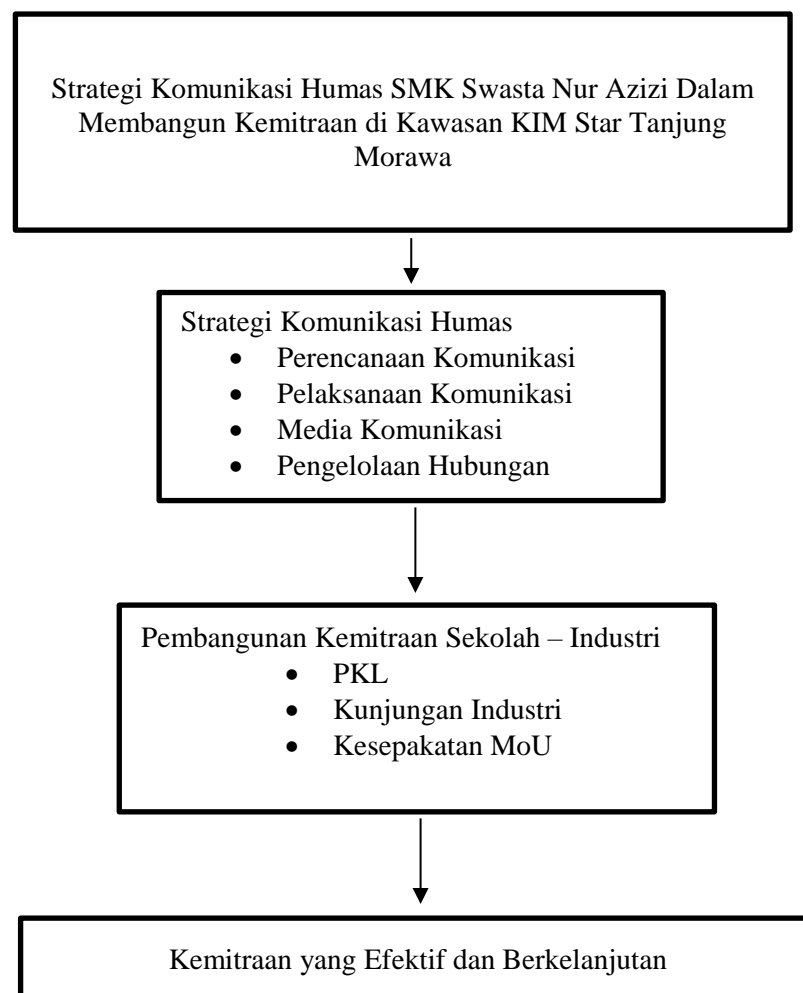 Strategi Komunikasi Humas SMK Swasta Nur Azizi Dalam
Membangun Kemitraan di Kawasan KIM Star Tanjung
Morawa
Strategi Komunikasi Humas
• Perencanaan Komunikasi
• Pelaksanaan Komunikasi
• Media Komunikasi
• Pengelolaan Hubungan
Pembangunan Kemitraan Sekolah – Industri
• PKL
• Kunjungan Industri
• Kesepakatan MoU
Kemitraan yang Efektif dan Berkelanjutan